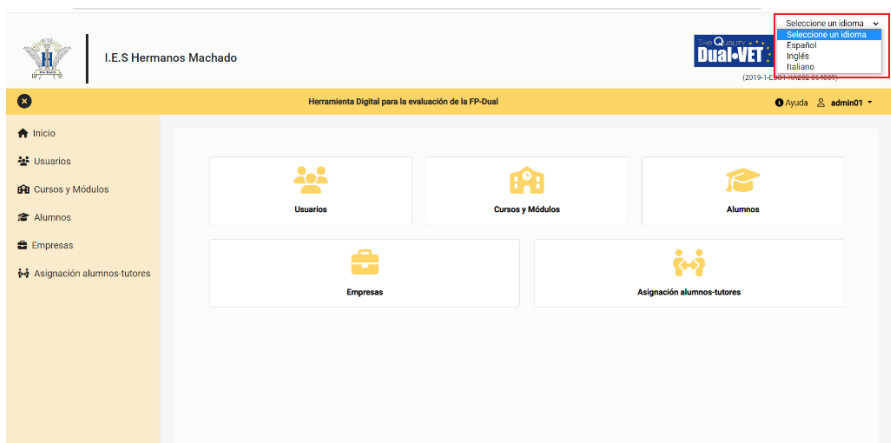 Seleccione un idioma
Seleccione un idioma
Español
Inglés
Italiano
I.E.S Hermanos Machado
The Quality
Dual-VET
Herramienta Digital para la evaluación de la FP-Dual
Ayuda
admin01
Inicio
Usuarios
Cursos y Módulos
Alumnos
Empresas
Asignación alumnos-tutores
Usuarios
Cursos y Módulos
Alumnos
Empresas
Asignación alumnos-tutores